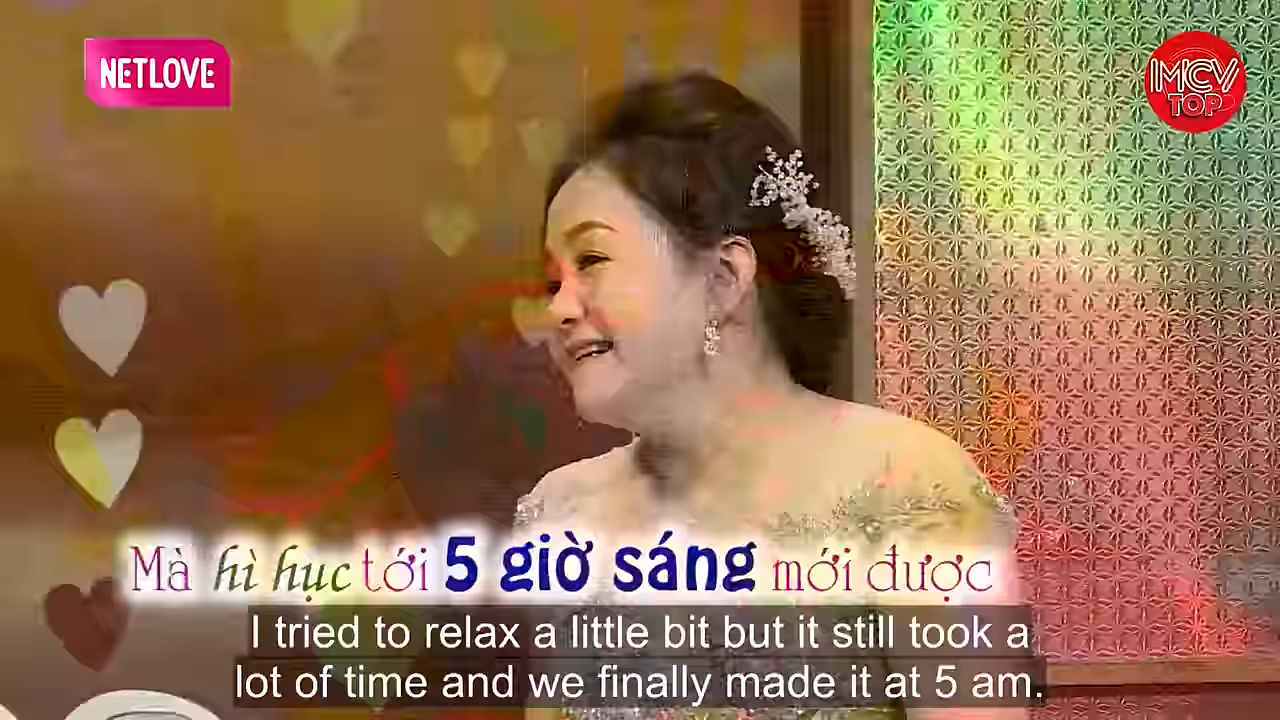 NETLOVE
MCV
TOP
Mà hì hục tới 5 giờ sáng mới được
I tried to relax a little bit but it still took a
lot of time and we finally made it at 5 am.